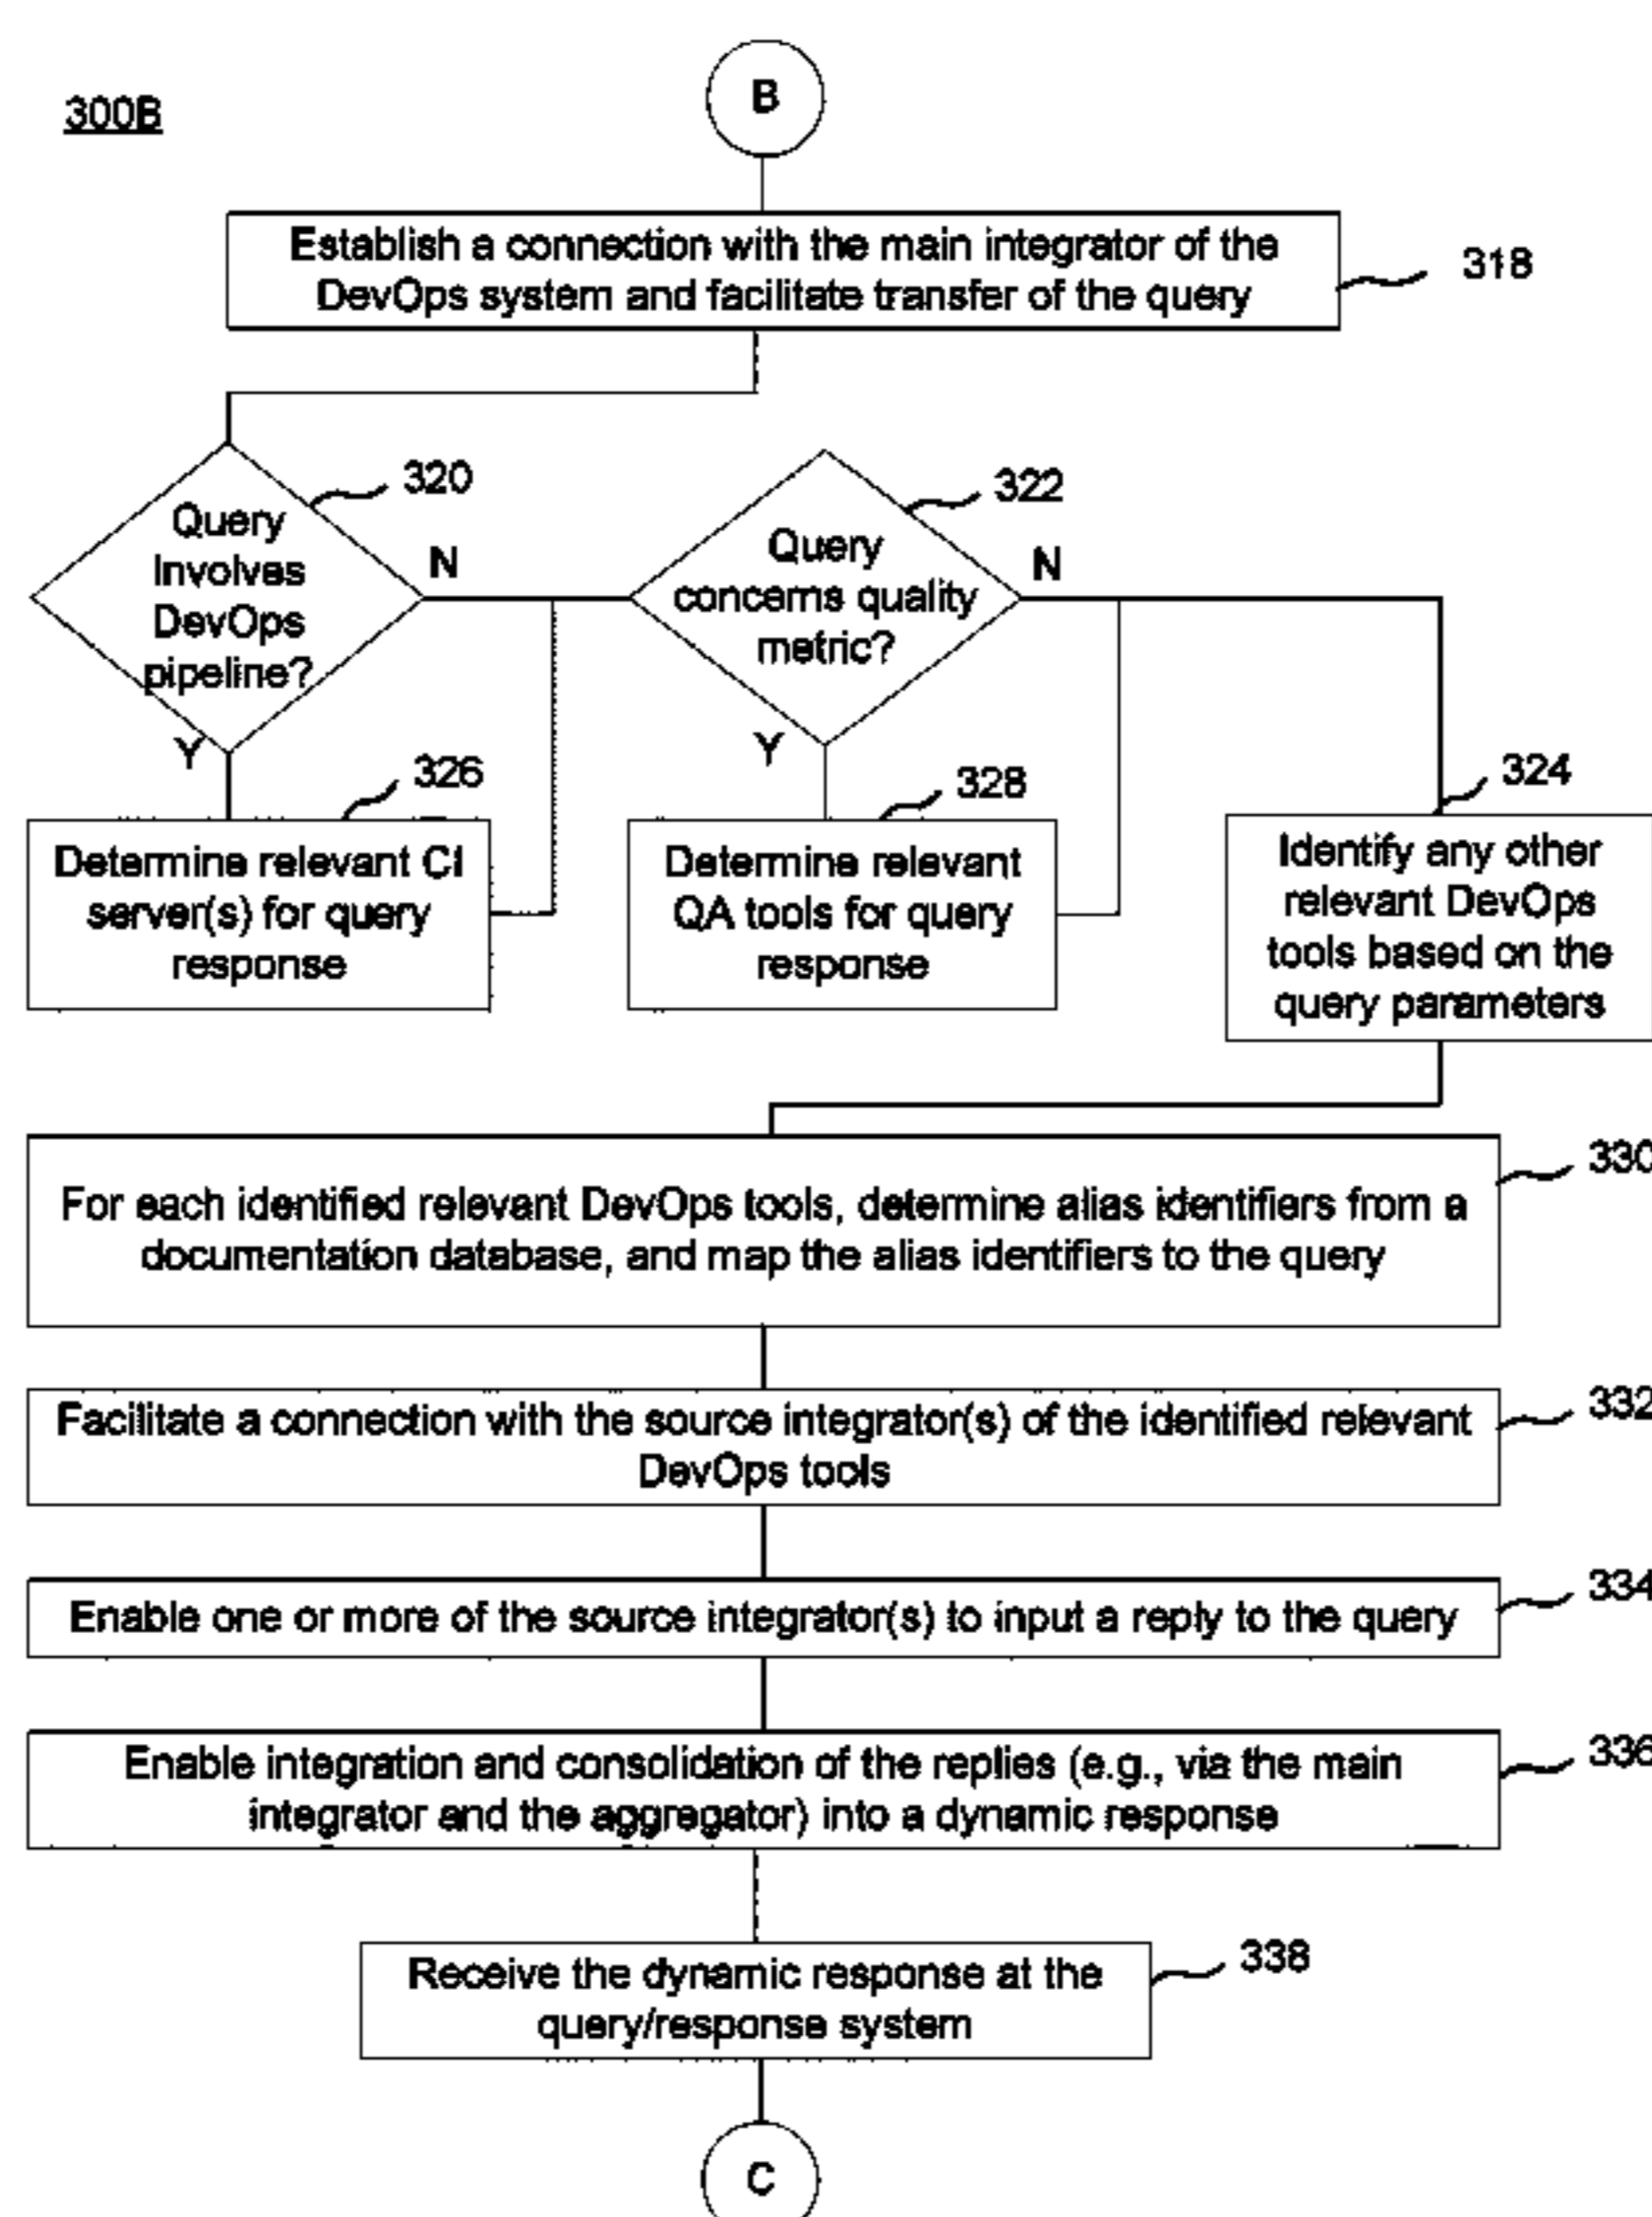 300B
B
Establish a connection with the main integrator of the
DevOps system and facilitate transfer of the query
318
320
Query
Involves
DevOps
pipeline?
N
Y
322
Query
concerns quality
metric?
N
Y
326
Determine relevant CI
server(s) for query
response
328
Determine relevant
QA tools for query
response
324
Identify any other
relevant DevOps
tools based on the
query parameters
330
For each identified relevant DevOps tools, determine alias identifiers from a
documentation database, and map the alias identifiers to the query
332
Facilitate a connection with the source integrator(s) of the identified relevant
DevOps tools
334
Enable one or more of the source integrator(s) to input a reply to the query
336
Enable integration and consolidation of the replies (e.g., via the main
integrator and the aggregator) into a dynamic response
338
Receive the dynamic response at the
query/response system
C